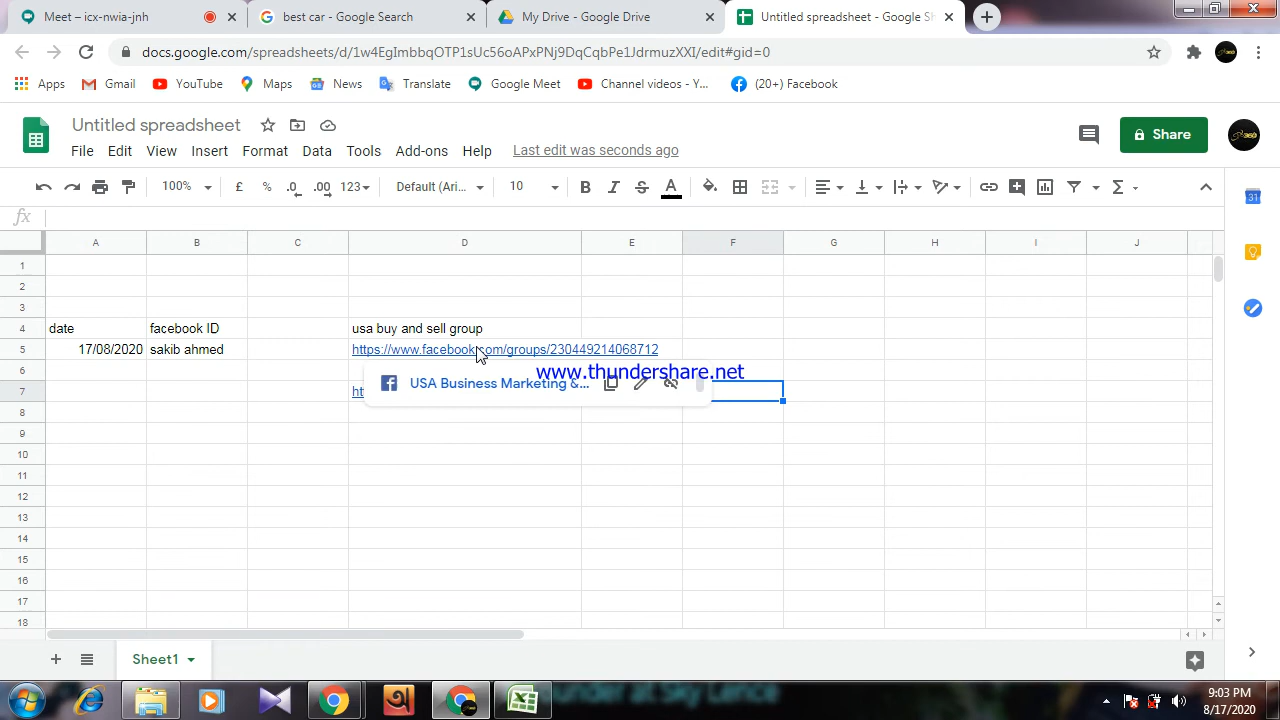 Meet – icx-nwia-jnh
Google Search
My Drive - Google Drive
Untitled spreadsheet - Google Sh
docs.google.com/spreadsheets/d/1w4EgImbbqOTP1sUc56oAPxPNj9DqCqbPe1JdrmuzXXI/edit#gid=0
Apps Gmail YouTube Maps News Translate Google Meet Channel videos - Y... (20+) Facebook
Untitled spreadsheet
Share
File Edit View Insert Format Data Tools Add-ons Help Last edit was seconds ago
100% £ % .0 .00 123 Default (Ari... 10 B I S A
fx
A B C D E F G H I J
1
2
3
4 date facebook ID usa buy and sell group
5 17/08/2020 sakib ahmed https://www.facebook.com/groups/230449214068712
6
www.thundershare.net
USA Business Marketing &...
7 ht
8
9
10
11
12
13
14
15
16
17
18
Sheet1
9:03 PM
8/17/2020